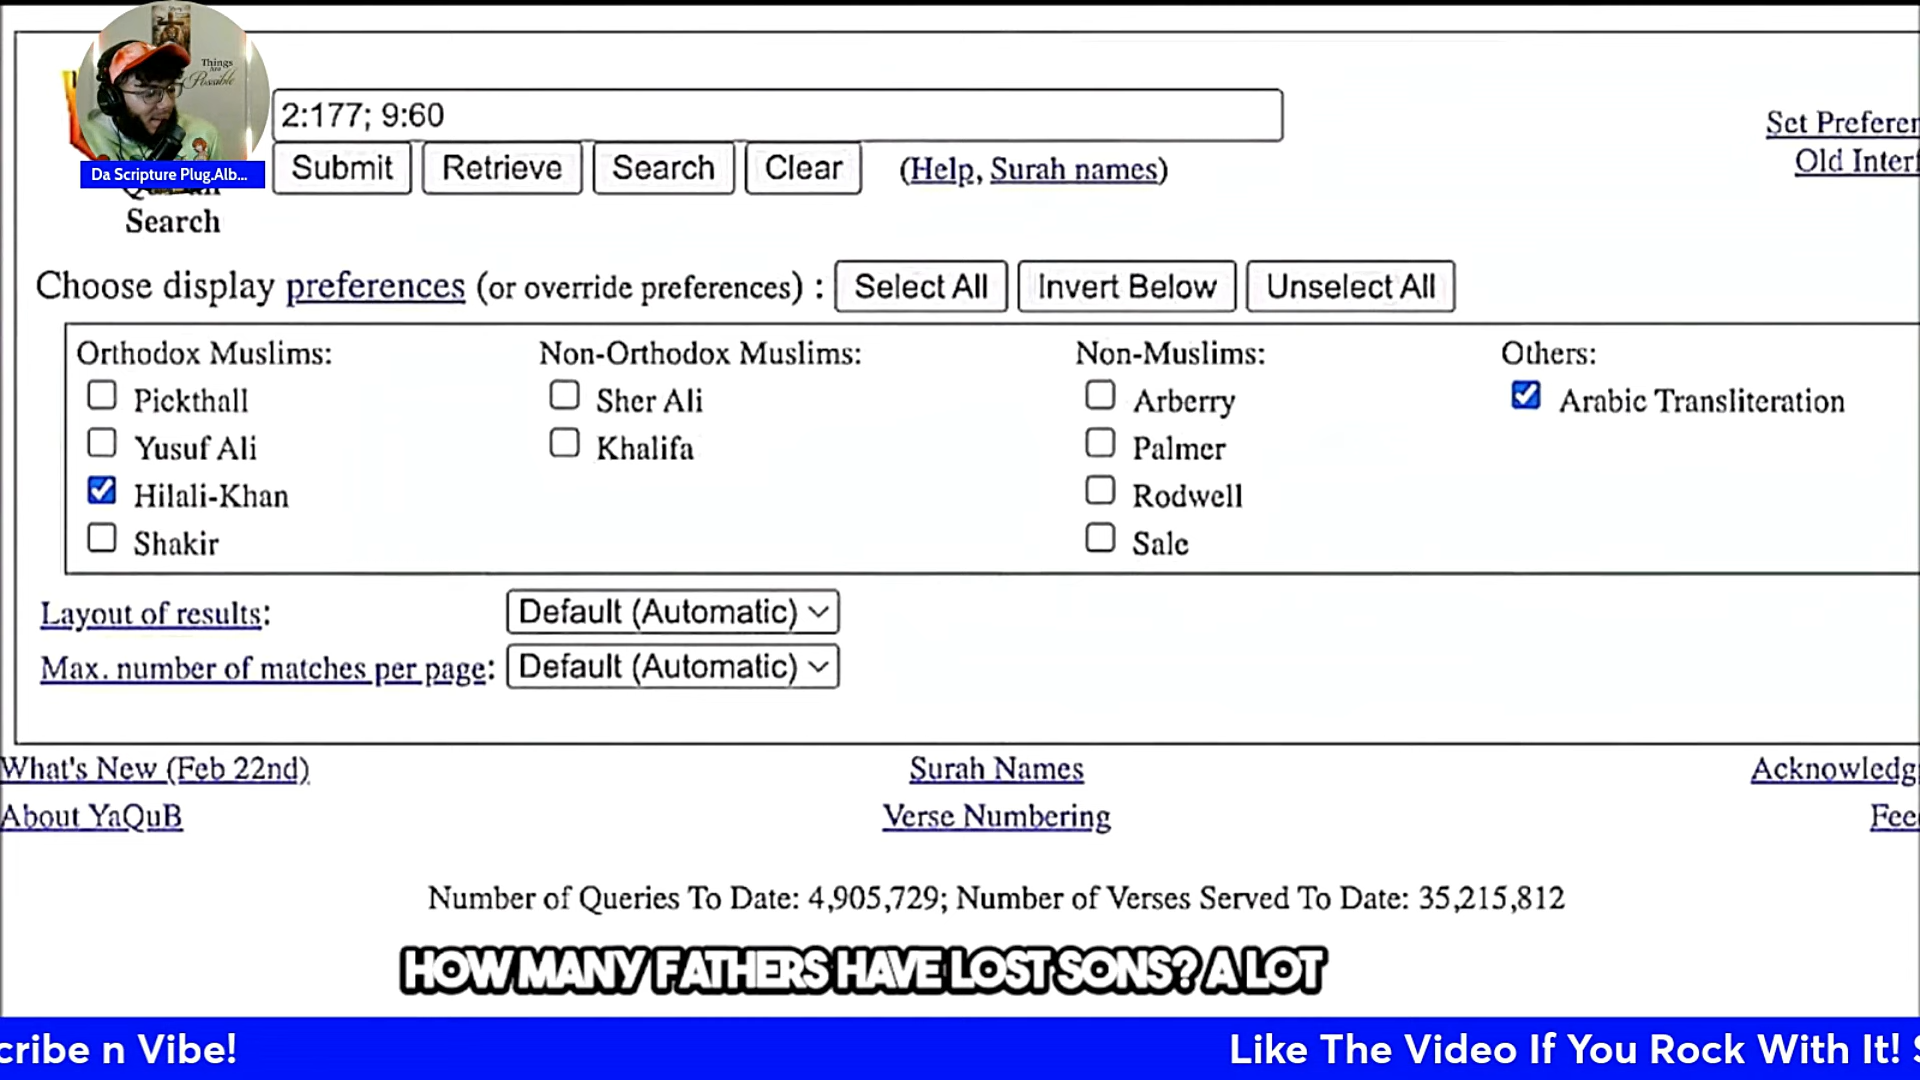 Things
Are
Possible
2:177; 9:60
Set Preferen
Old Interf
Submit Retrieve Search Clear (Help, Surah names)
Da Scripture Plug.Alb...
Search
Choose display preferences (or override preferences) : Select All Invert Below Unselect All
Orthodox Muslims: Non-Orthodox Muslims: Non-Muslims: Others:
Pickthall Sher Ali Arberry Arabic Transliteration
Yusuf Ali Khalifa Palmer
Hilali-Khan Rodwell
Shakir Sale
Layout of results: Default (Automatic)
Max. number of matches per page: Default (Automatic)
What's New (Feb 22nd) Surah Names Acknowledg
About YaQuB Verse Numbering Fee
Number of Queries To Date: 4,905,729; Number of Verses Served To Date: 35,215,812
HOW MANY FATHERS HAVE LOST SONS? A LOT
cribe n Vibe! Like The Video If You Rock With It! S